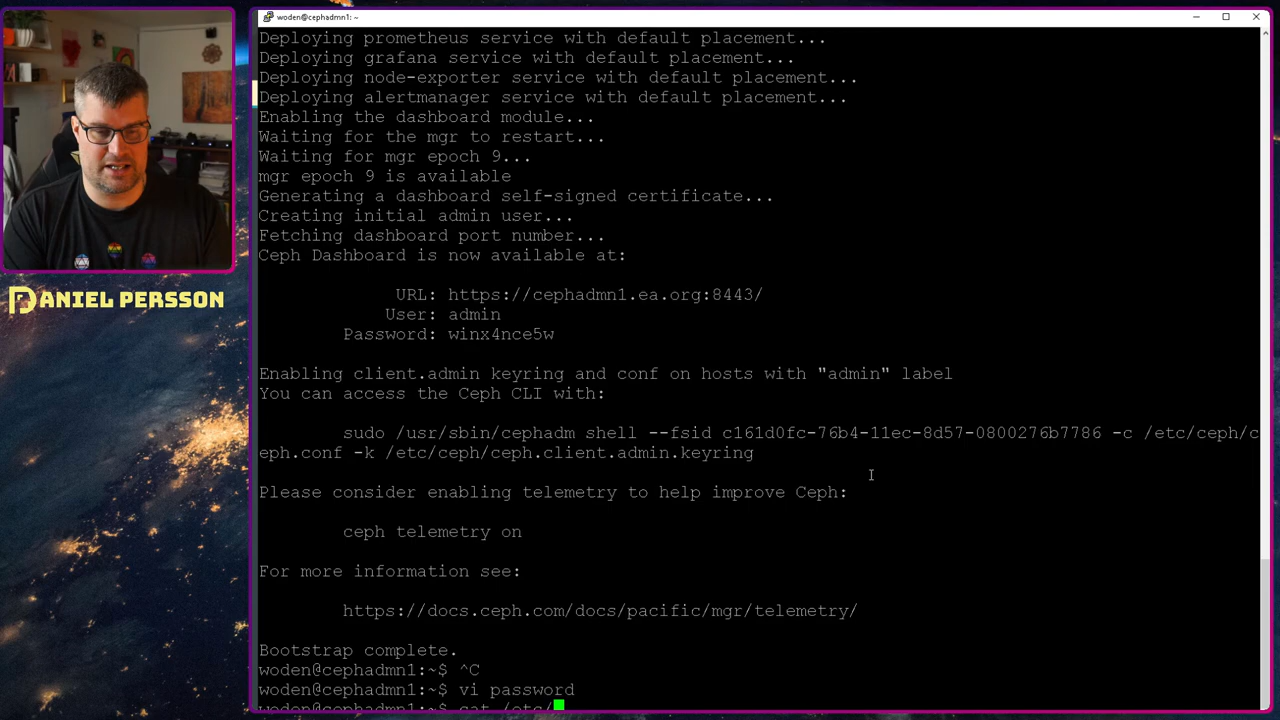 woden@cephadmn1: ~
Deploying prometheus service with default placement...
Deploying grafana service with default placement...
Deploying node-exporter service with default placement...
Deploying alertmanager service with default placement...
Enabling the dashboard module...
Waiting for the mgr to restart...
Waiting for mgr epoch 9...
mgr epoch 9 is available
Generating a dashboard self-signed certificate...
Creating initial admin user...
Fetching dashboard port number...
Ceph Dashboard is now available at:
URL: https://cephadmn1.ea.org:8443/
User: admin
Password: winx4nce5w
Enabling client.admin keyring and conf on hosts with "admin" label
You can access the Ceph CLI with:
sudo /usr/sbin/cephadm shell --fsid c161d0fc-76b4-11ec-8d57-0800276b7786 -c /etc/ceph/c
eph.conf -k /etc/ceph/ceph.client.admin.keyring
Please consider enabling telemetry to help improve Ceph:
ceph telemetry on
For more information see:
https://docs.ceph.com/docs/pacific/mgr/telemetry/
Bootstrap complete.
woden@cephadmn1:~$ ^C
woden@cephadmn1:~$ vi password
woden@cephadmn1:~$ cat /etc/
DANIEL PERSSON